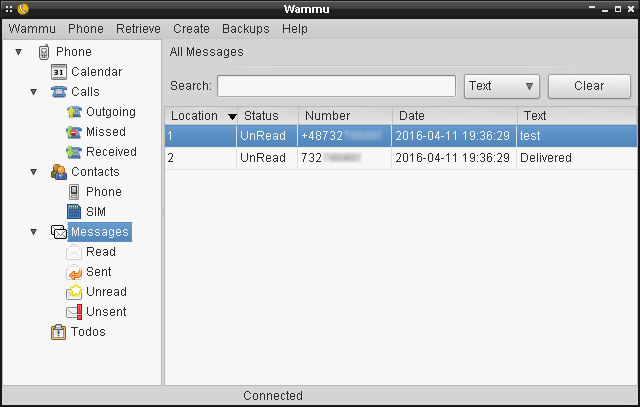 Wammu
Wammu Phone Retrieve Create Backups Help
Phone
31 Calendar
Calls
Outgoing
Missed
Received
Contacts
Phone
SIM
Messages
Read
Sent
Unread
Unsent
Todos
All Messages
Search: Text Clear
Location Status Number Date Text
1 UnRead +48732 2016-04-11 19:36:29 test
2 UnRead 732 2016-04-11 19:36:29 Delivered
Connected